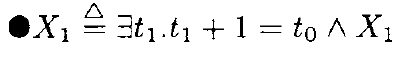 ●X₁ ≜ ∃t₁.t₁ + 1 = t₀ ∧ X₁